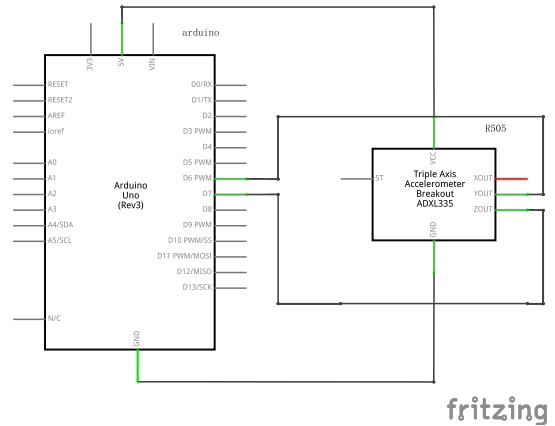 arduino
3V3
5V
VIN
RESET
RESET2
AREF
ioref
A0
A1
A2
A3
A4/SDA
A5/SCL
N/C
Arduino
Uno
(Rev3)
D0/RX
D1/TX
D2
D3 PWM
D4
D5 PWM
D6 PWM
D7
D8
D9 PWM
D10 PWM/SS
D11 PWM/MOSI
D12/MISO
D13/SCK
GND
R505
VCC
ST
Triple Axis
Accelerometer
Breakout
ADXL335
XOUT
YOUT
ZOUT
GND
fritzing